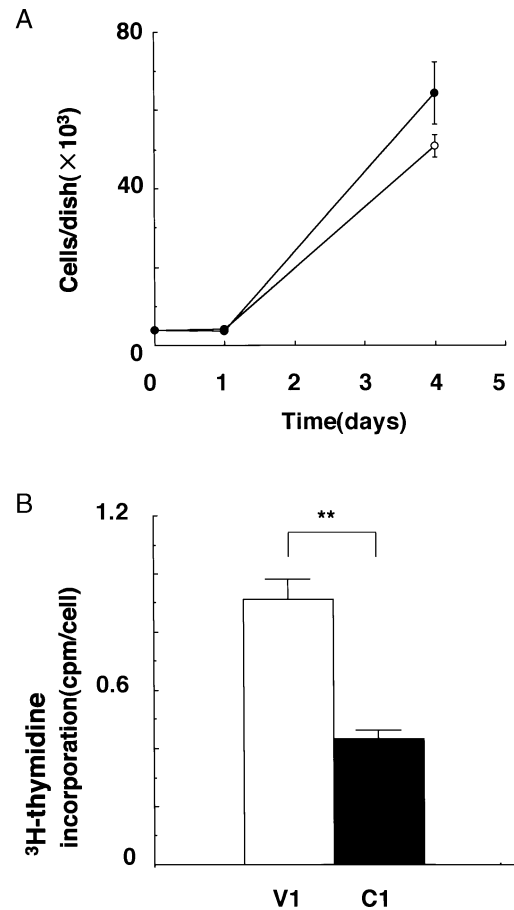 A
80
40
0
Cells/dish(×10³)
0 1 2 3 4 5
Time(days)
B
**
1.2
0.6
0
³H-thymidine
incorporation(cpm/cell)
V1 C1